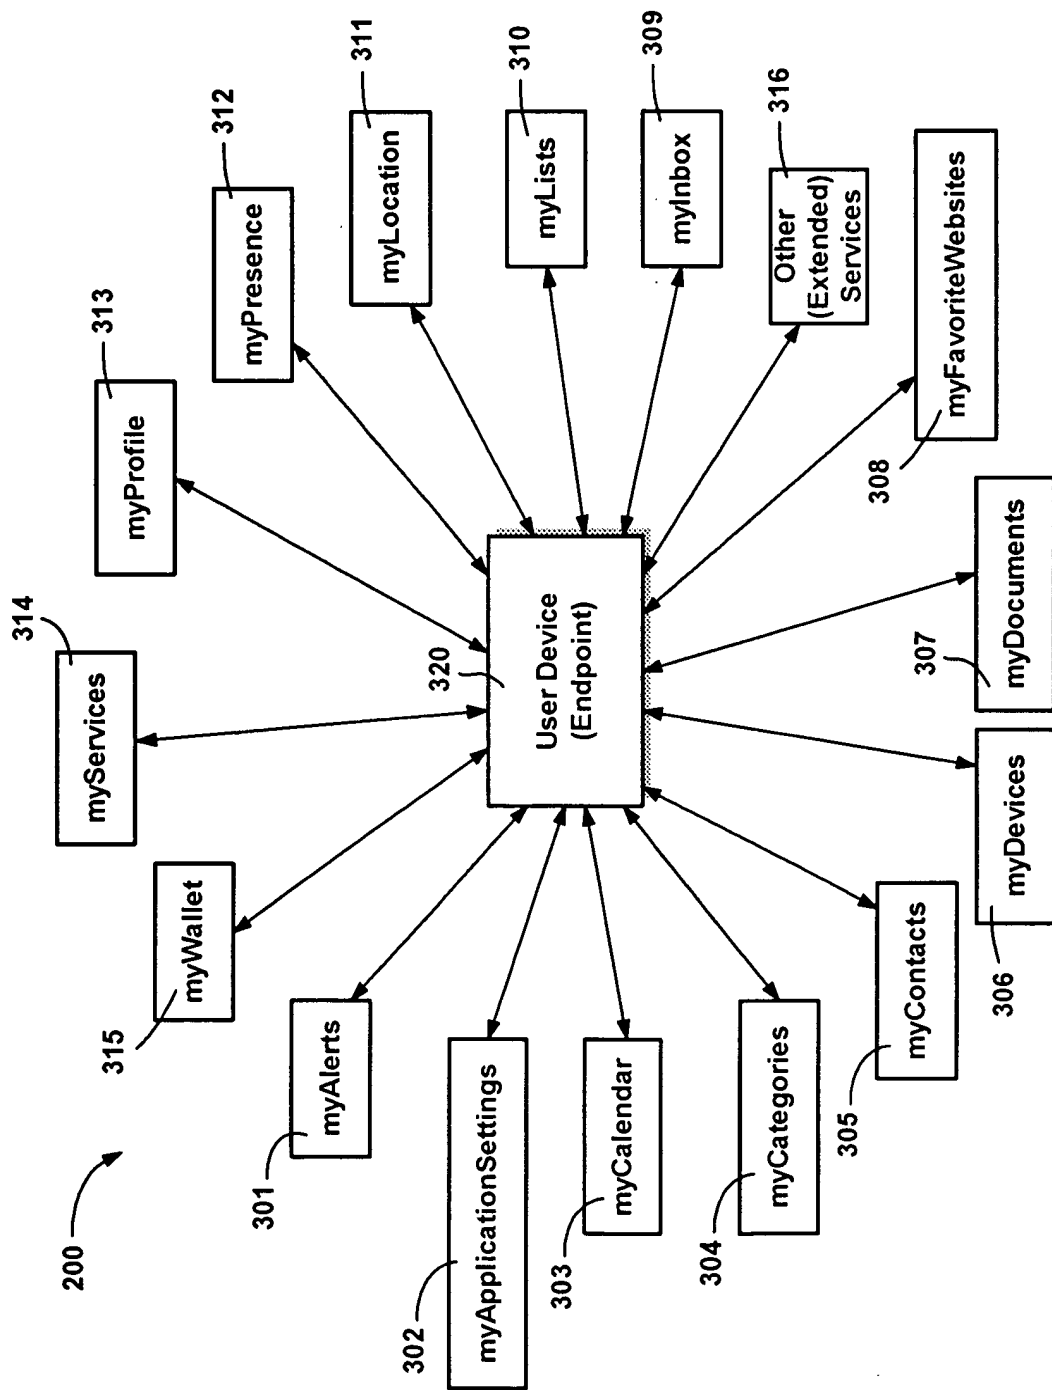 200
315
myWallet
314
myServices
313
myProfile
312
myPresence
311
myLocation
310
myLists
309
myInbox
316
Other
(Extended)
Services
308
myFavoriteWebsites
307
myDocuments
306
myDevices
305
myContacts
304
myCategories
303
myCalendar
302
myApplicationSettings
301
myAlerts
320
User Device
(Endpoint)